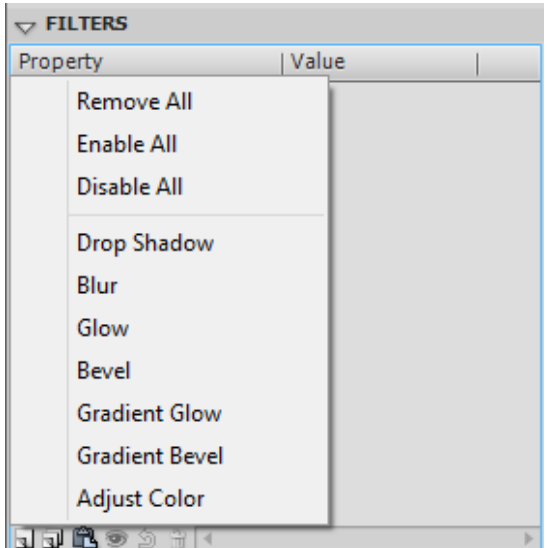 FILTERS
Property Value
Remove All
Enable All
Disable All
Drop Shadow
Blur
Glow
Bevel
Gradient Glow
Gradient Bevel
Adjust Color